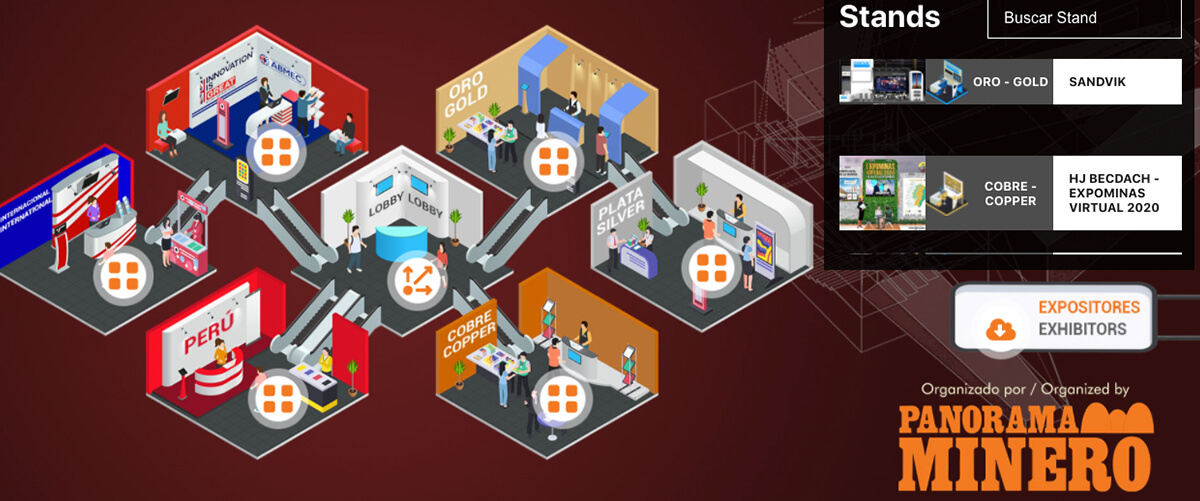 INNOVATION
IS
GREAT
ABMEC
ORO
GOLD
INTERNACIONAL
INTERNATIONAL
LOBBY LOBBY
PLATA
SILVER
PERÚ
COBRE
COPPER
Stands
Buscar Stand
ORO - GOLD
SANDVIK
COBRE -
COPPER
HJ BECDACH -
EXPOMINAS
VIRTUAL 2020
EXPOSITORES
EXHIBITORS
Organizado por / Organized by
PANORAMA
MINERO